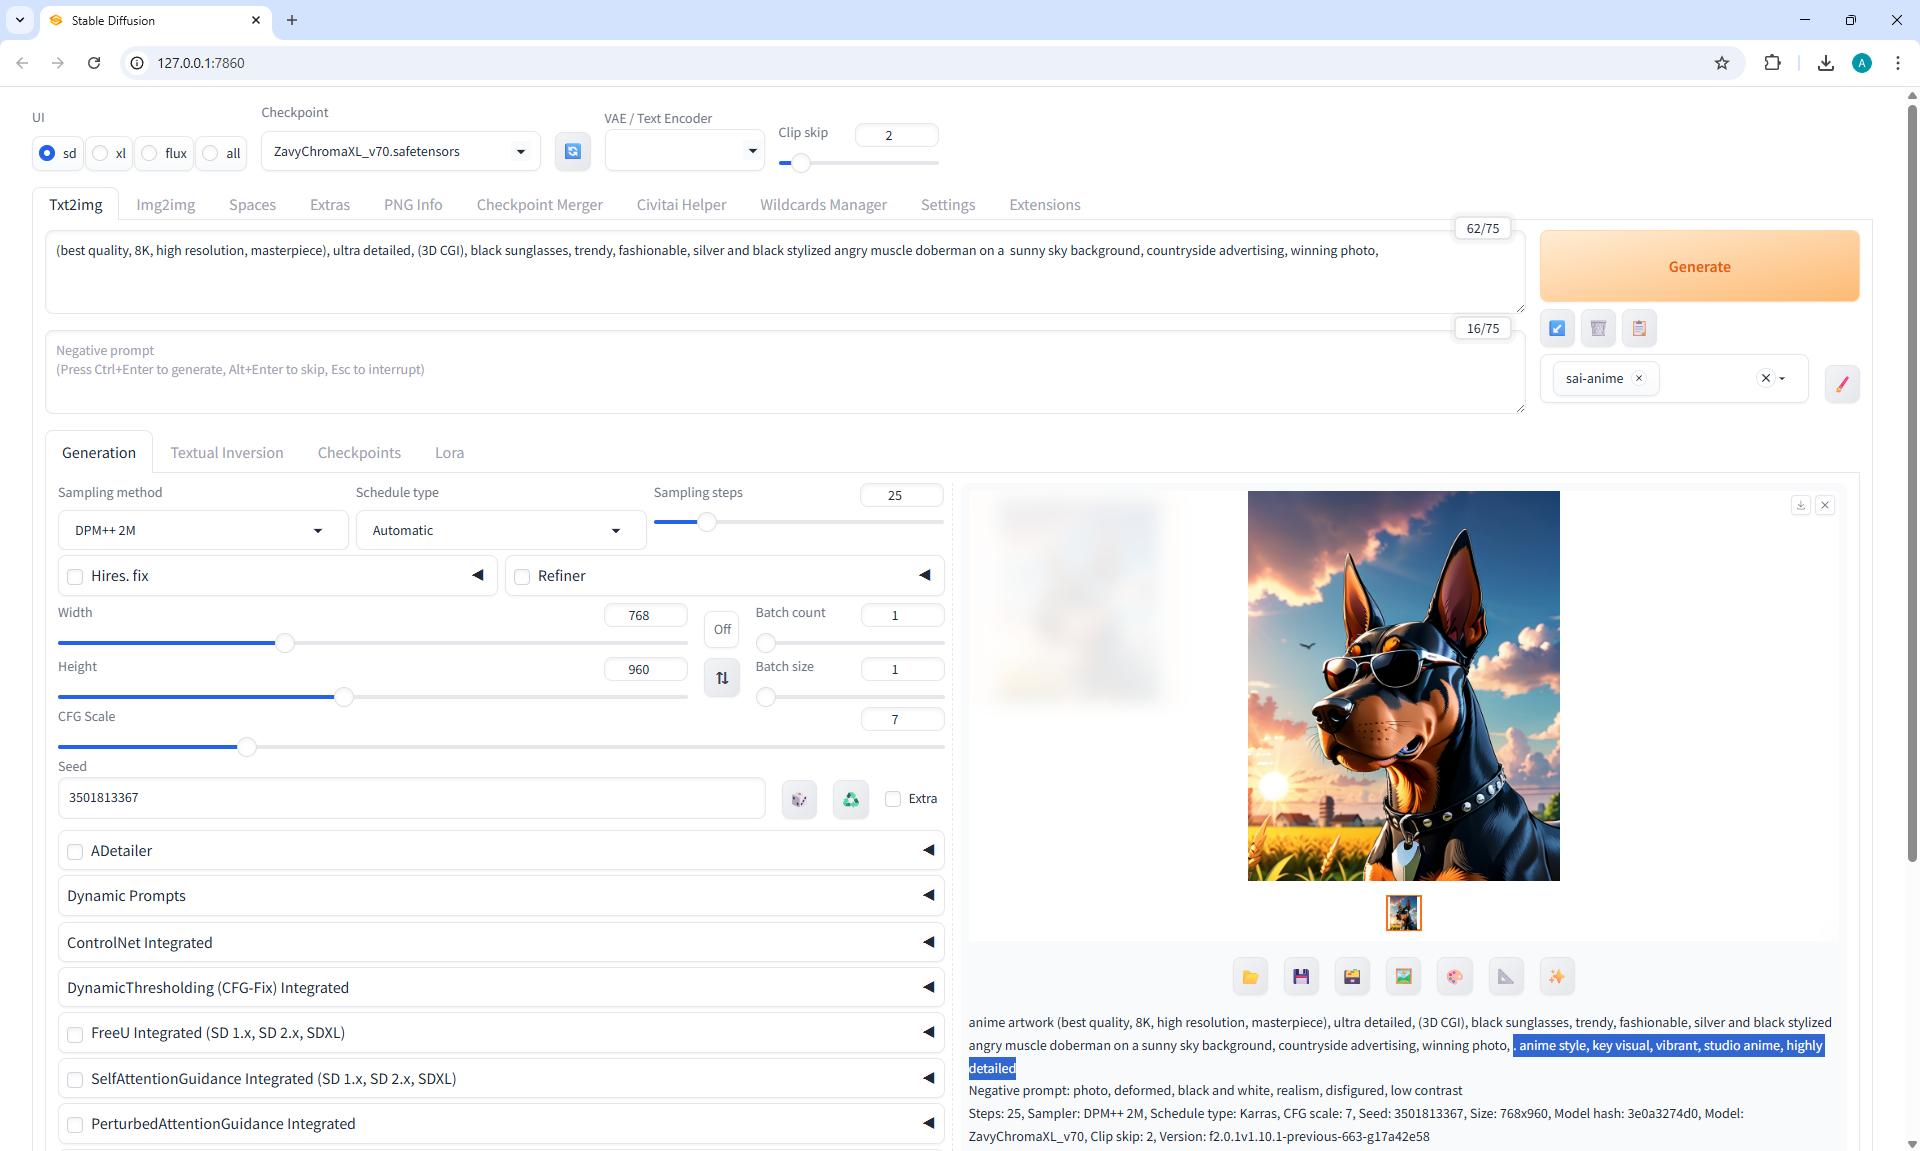 Stable Diffusion
127.0.0.1:7860
A
UI
sd
xl
flux
all
Checkpoint
ZavyChromaXL_v70.safetensors
VAE / Text Encoder
Clip skip
2
Txt2img
Img2img
Spaces
Extras
PNG Info
Checkpoint Merger
Civitai Helper
Wildcards Manager
Settings
Extensions
62/75
(best quality, 8K, high resolution, masterpiece), ultra detailed, (3D CGI), black sunglasses, trendy, fashionable, silver and black stylized angry muscle doberman on a  sunny sky background, countryside advertising, winning photo,
Generate
16/75
Negative prompt
(Press Ctrl+Enter to generate, Alt+Enter to skip, Esc to interrupt)
sai-anime
Generation
Textual Inversion
Checkpoints
Lora
Sampling method
DPM++ 2M
Schedule type
Automatic
Sampling steps
25
Hires. fix
Refiner
Width
768
Off
Batch count
1
Height
960
Batch size
1
CFG Scale
7
Seed
3501813367
Extra
ADetailer
Dynamic Prompts
ControlNet Integrated
DynamicThresholding (CFG-Fix) Integrated
FreeU Integrated (SD 1.x, SD 2.x, SDXL)
SelfAttentionGuidance Integrated (SD 1.x, SD 2.x, SDXL)
PerturbedAttentionGuidance Integrated
anime artwork (best quality, 8K, high resolution, masterpiece), ultra detailed, (3D CGI), black sunglasses, trendy, fashionable, silver and black stylized
angry muscle doberman on a sunny sky background, countryside advertising, winning photo, . anime style, key visual, vibrant, studio anime, highly
detailed
Negative prompt: photo, deformed, black and white, realism, disfigured, low contrast
Steps: 25, Sampler: DPM++ 2M, Schedule type: Karras, CFG scale: 7, Seed: 3501813367, Size: 768x960, Model hash: 3e0a3274d0, Model:
ZavyChromaXL_v70, Clip skip: 2, Version: f2.0.1v1.10.1-previous-663-g17a42e58